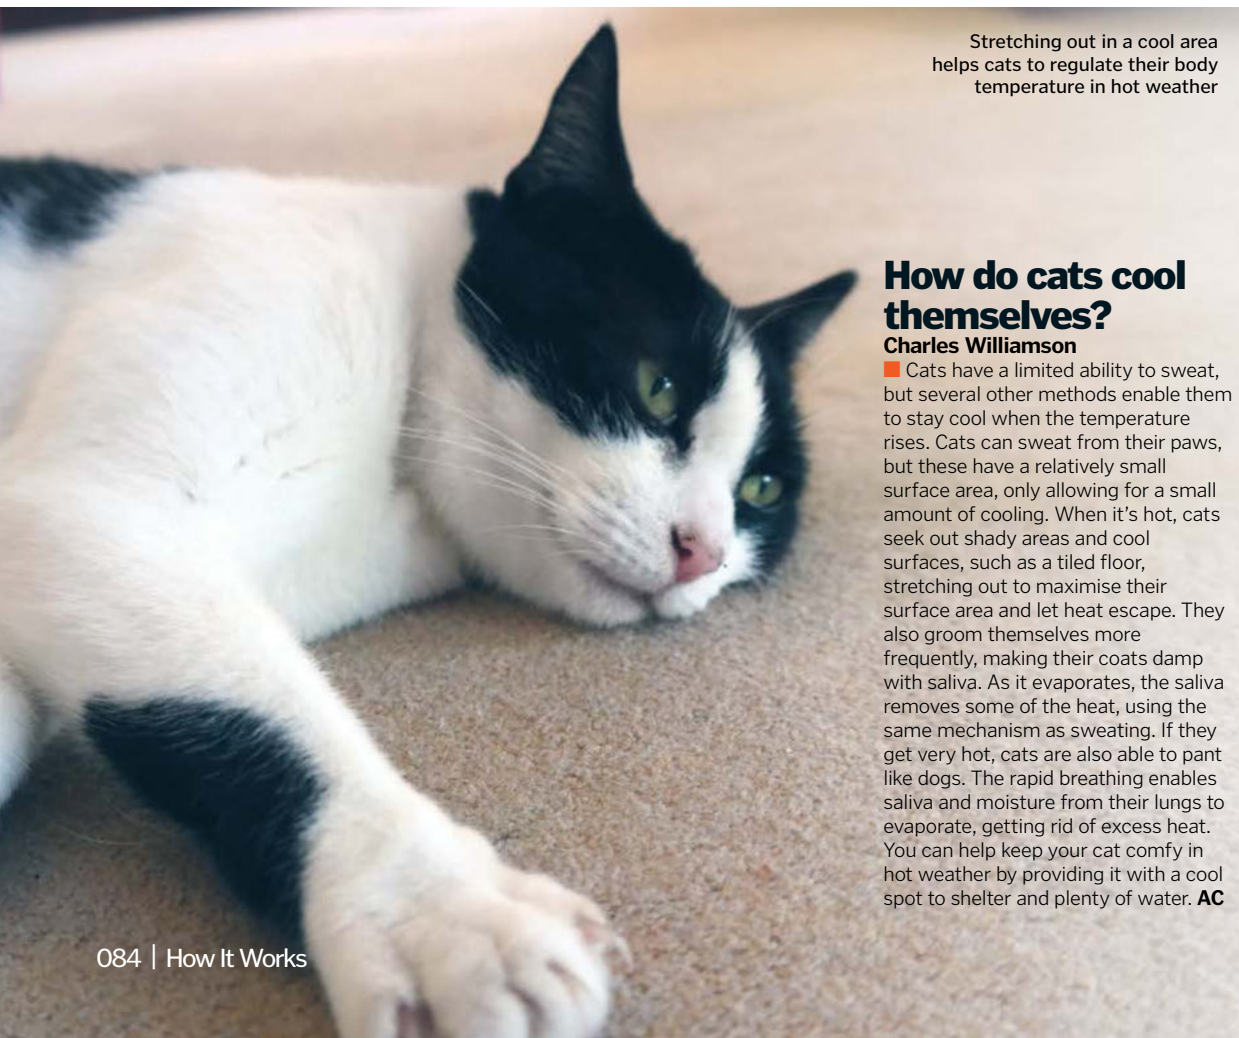 Stretching out in a cool area
helps cats to regulate their body
temperature in hot weather
How do cats cool
themselves?
Charles Williamson
Cats have a limited ability to sweat,
but several other methods enable them
to stay cool when the temperature
rises. Cats can sweat from their paws,
but these have a relatively small
surface area, only allowing for a small
amount of cooling. When it's hot, cats
seek out shady areas and cool
surfaces, such as a tiled floor,
stretching out to maximise their
surface area and let heat escape. They
also groom themselves more
frequently, making their coats damp
with saliva. As it evaporates, the saliva
removes some of the heat, using the
same mechanism as sweating. If they
get very hot, cats are also able to pant
like dogs. The rapid breathing enables
saliva and moisture from their lungs to
evaporate, getting rid of excess heat.
You can help keep your cat comfy in
hot weather by providing it with a cool
spot to shelter and plenty of water. AC
084 | How It Works